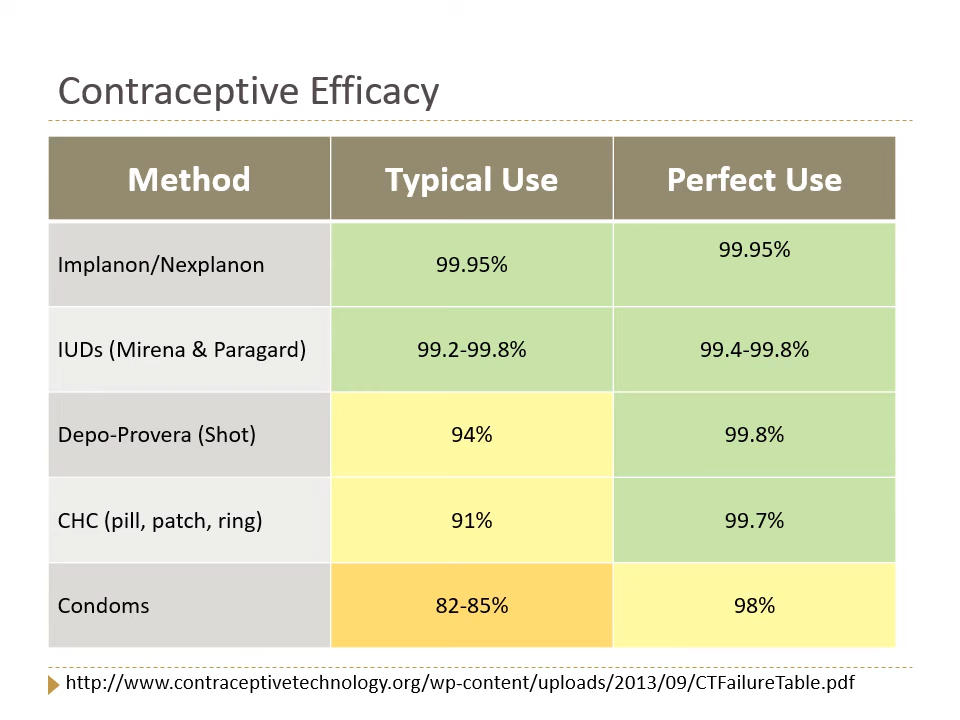 Contraceptive Efficacy
Method Typical Use Perfect Use
Implanon/Nexplanon 99.95% 99.95%
IUDs (Mirena & Paragard) 99.2-99.8% 99.4-99.8%
Depo-Provera (Shot) 94% 99.8%
CHC (pill, patch, ring) 91% 99.7%
Condoms 82-85% 98%
http://www.contraceptivetechnology.org/wp-content/uploads/2013/09/CTFailureTable.pdf